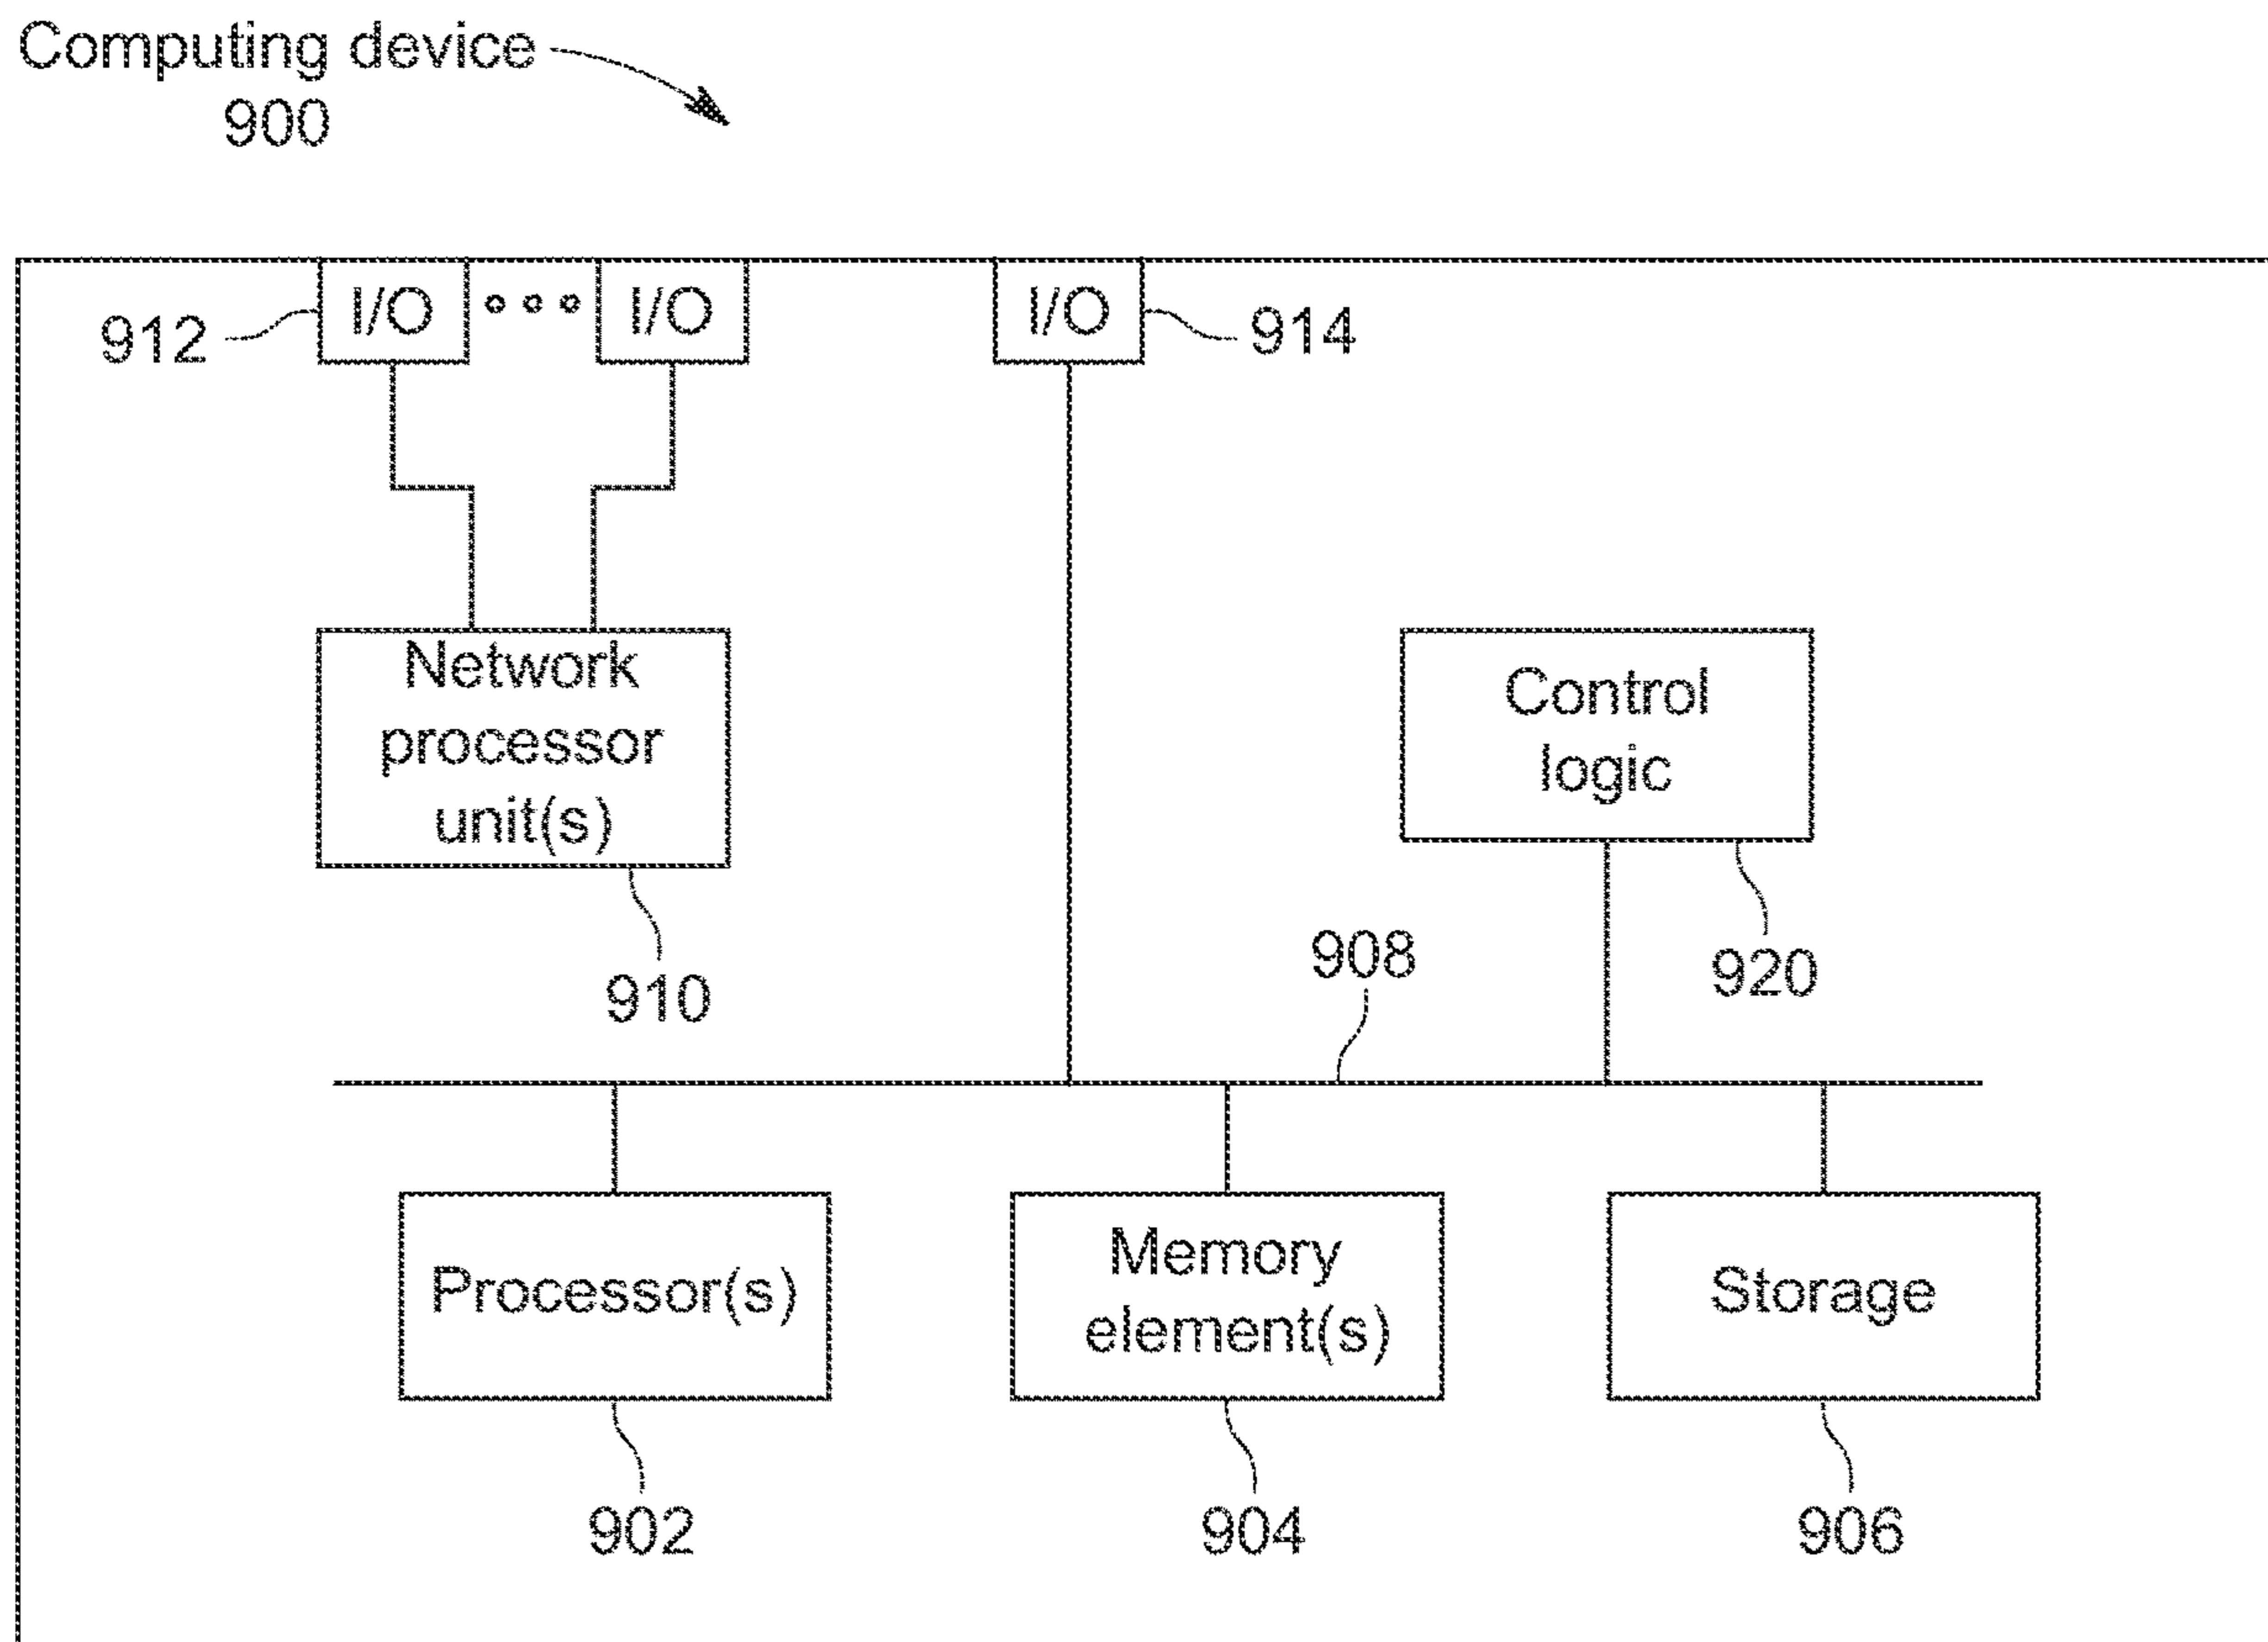 Computing device
900
I/O
I/O
I/O
912
914
Network
processor
unit(s)
Control
logic
910
908
920
Processor(s)
Memory
element(s)
Storage
902
904
906